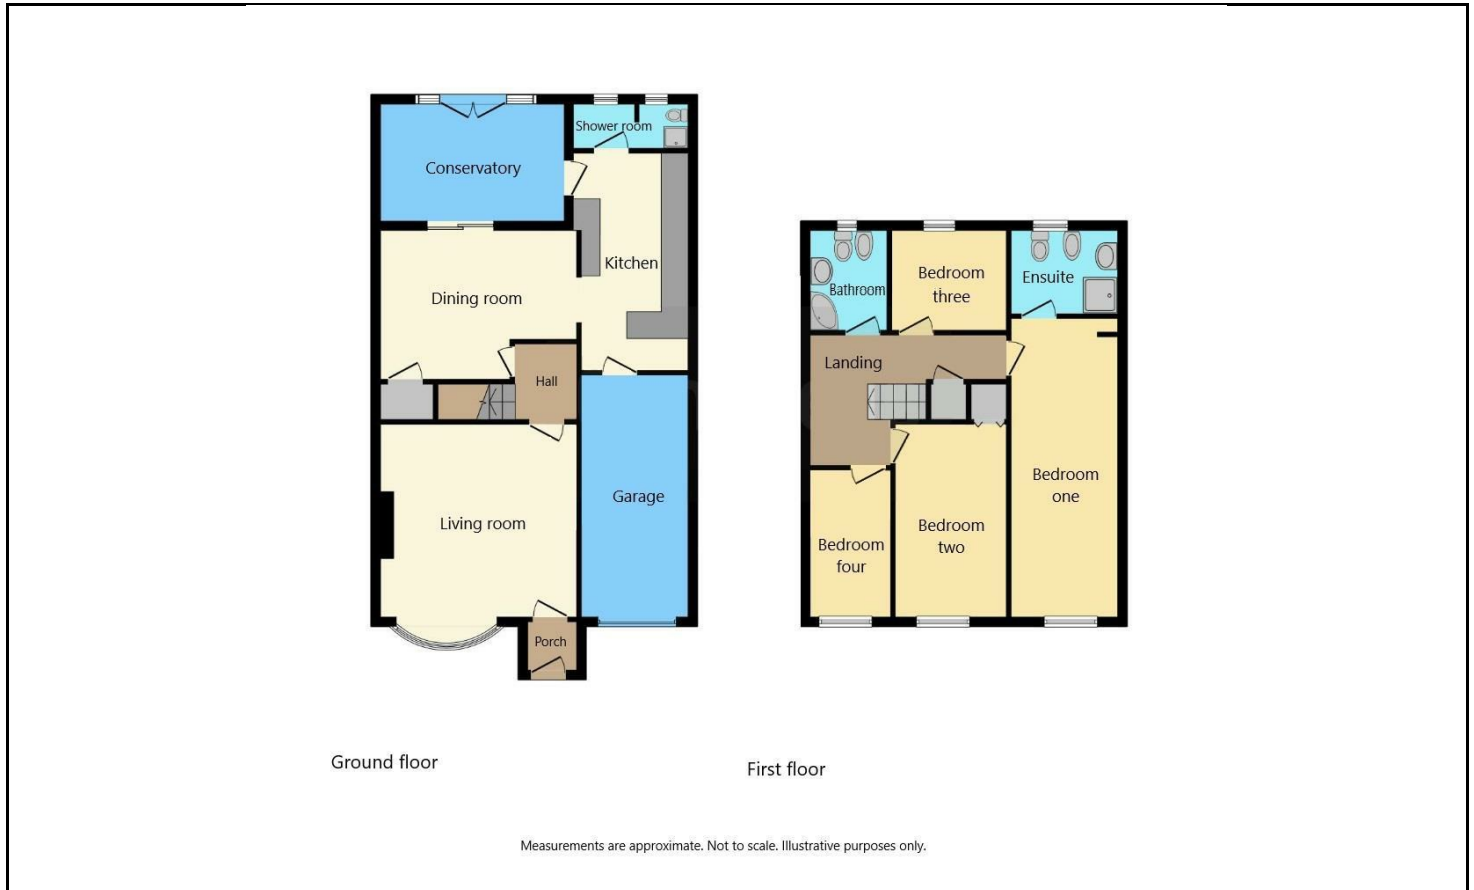 Conservatory
Shower room
Kitchen
Dining room
Hall
Living room
Garage
Porch
Ground floor
Bathroom
Bedroom
three
Ensuite
Landing
Bedroom
one
Bedroom
two
Bedroom
four
First floor
Measurements are approximate. Not to scale. Illustrative purposes only.